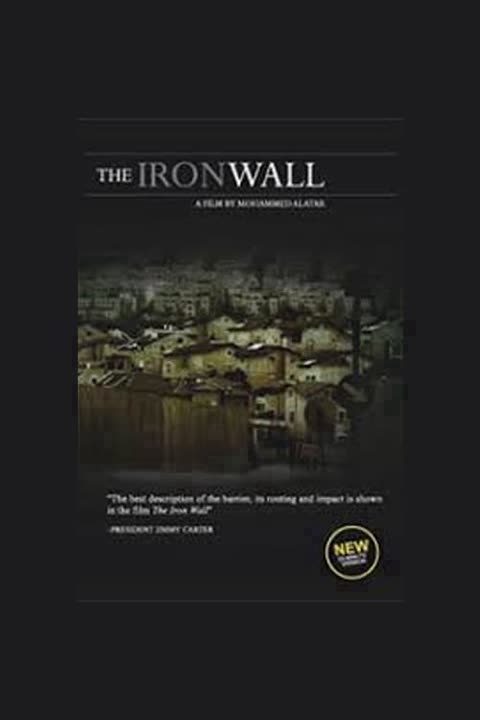 THE IRONWALL
A FILM BY MOHAMMED ALATAR
"The best description of the barrier, its routing and impact is shown
in the film The Iron Wall"
-PRESIDENT JIMMY CARTER
NEW
VERSION